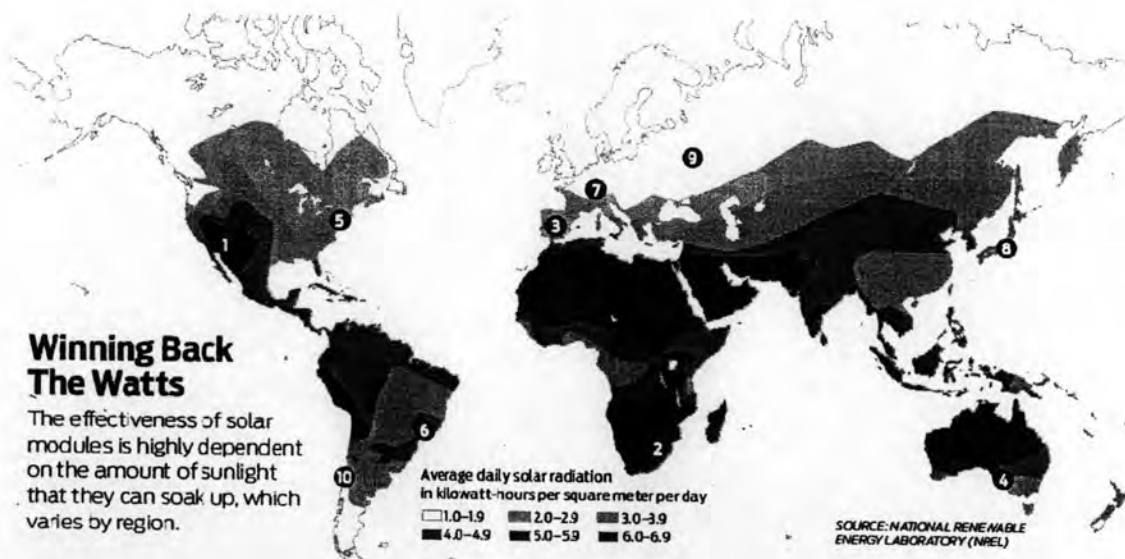 9
7
5
3
1
8
Winning Back
The Watts
The effectiveness of solar
modules is highly dependent
on the amount of sunlight
that they can soak up, which
varies by region.
6
2
10
4
Average daily solar radiation
in kilowatt-hours per square meter per day
1.0–1.9 2.0–2.9 3.0–3.9
4.0–4.9 5.0–5.9 6.0–6.9
SOURCE: NATIONAL RENEWABLE
ENERGY LABORATORY (NREL)